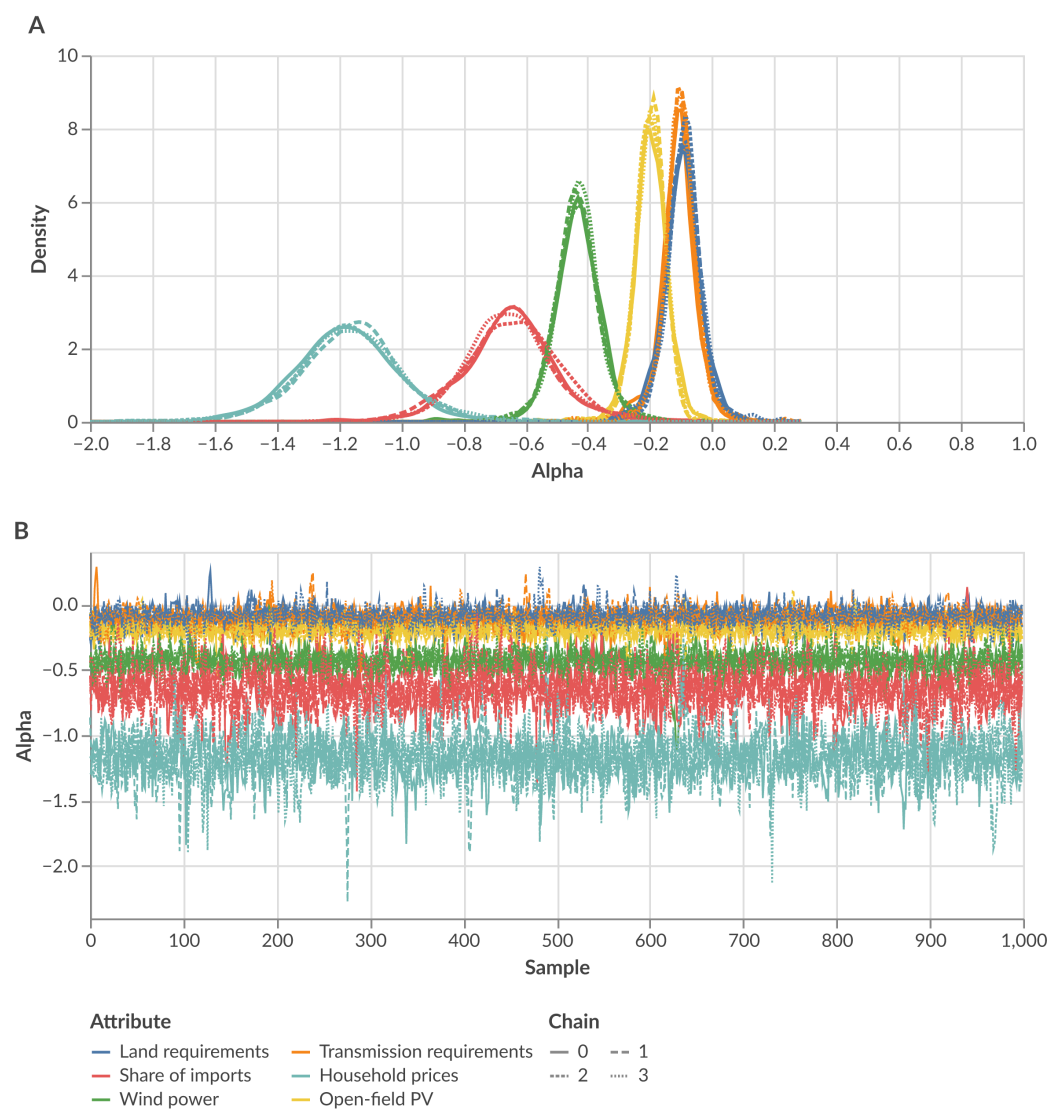 A
10
8
6
4
2
0
Density
−2.0 −1.8 −1.6 −1.4 −1.2 −1.0 −0.8 −0.6 −0.4 −0.2 0.0 0.2 0.4 0.6 0.8 1.0
Alpha
B
0.0
−0.5
−1.0
−1.5
−2.0
Alpha
0 100 200 300 400 500 600 700 800 900 1,000
Sample
Attribute Chain
Land requirements Transmission requirements 0 1
Share of imports Household prices 2 3
Wind power Open-field PV